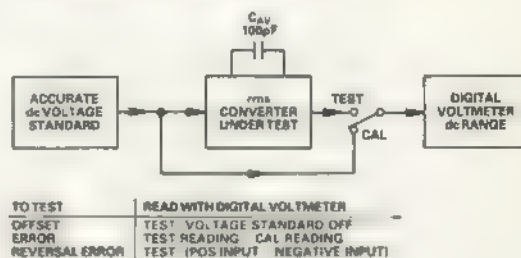 CAV
100µF
ACCURATE
dc VOLTAGE
STANDARD
rms
CONVERTER
UNDER TEST
TEST
CAL
DIGITAL
VOLTMETER
dc RANGE
TO TEST READ WITH DIGITAL VOLTMETER
OFFSET TEST VOLTAGE STANDARD OFF
ERROR TEST READING CAL READING
REVERSAL ERROR TEST (POS INPUT NEGATIVE INPUT)